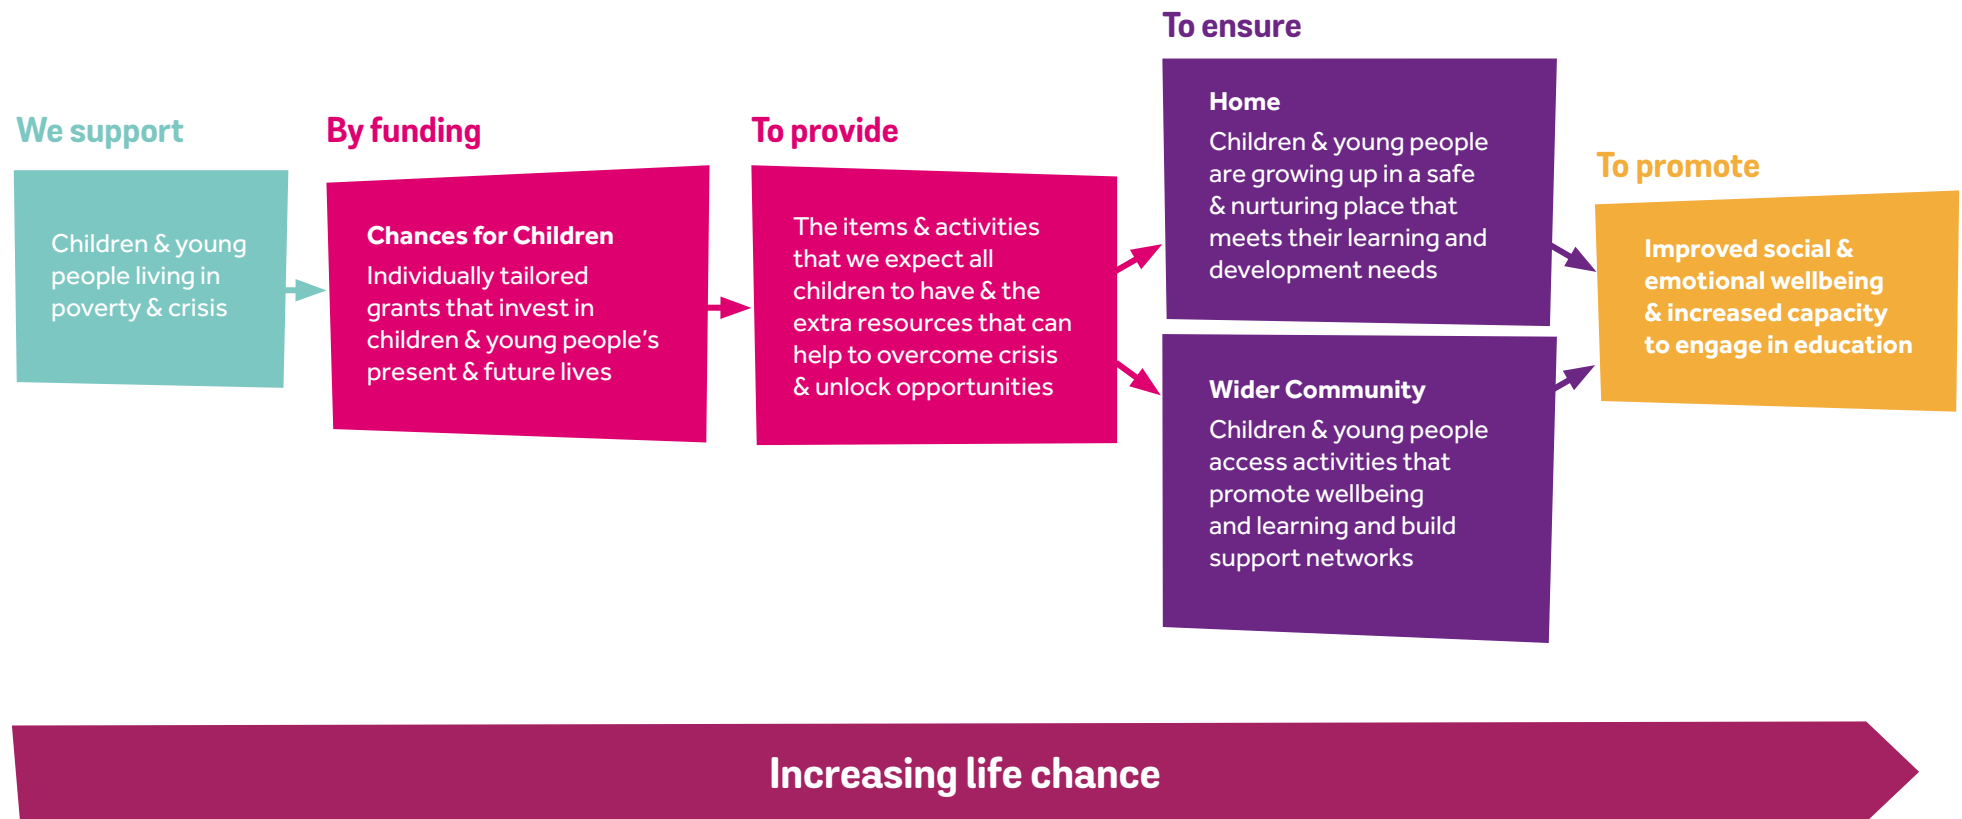 We support
Children & young
people living in
poverty & crisis
By funding
Chances for Children
Individually tailored
grants that invest in
children & young people’s
present & future lives
To provide
The items & activities
that we expect all
children to have & the
extra resources that can
help to overcome crisis
& unlock opportunities
To ensure
Home
Children & young people
are growing up in a safe
& nurturing place that
meets their learning and
development needs
Wider Community
Children & young people
access activities that
promote wellbeing
and learning and build
support networks
To promote
Improved social &
emotional wellbeing
& increased capacity
to engage in education
Increasing life chance